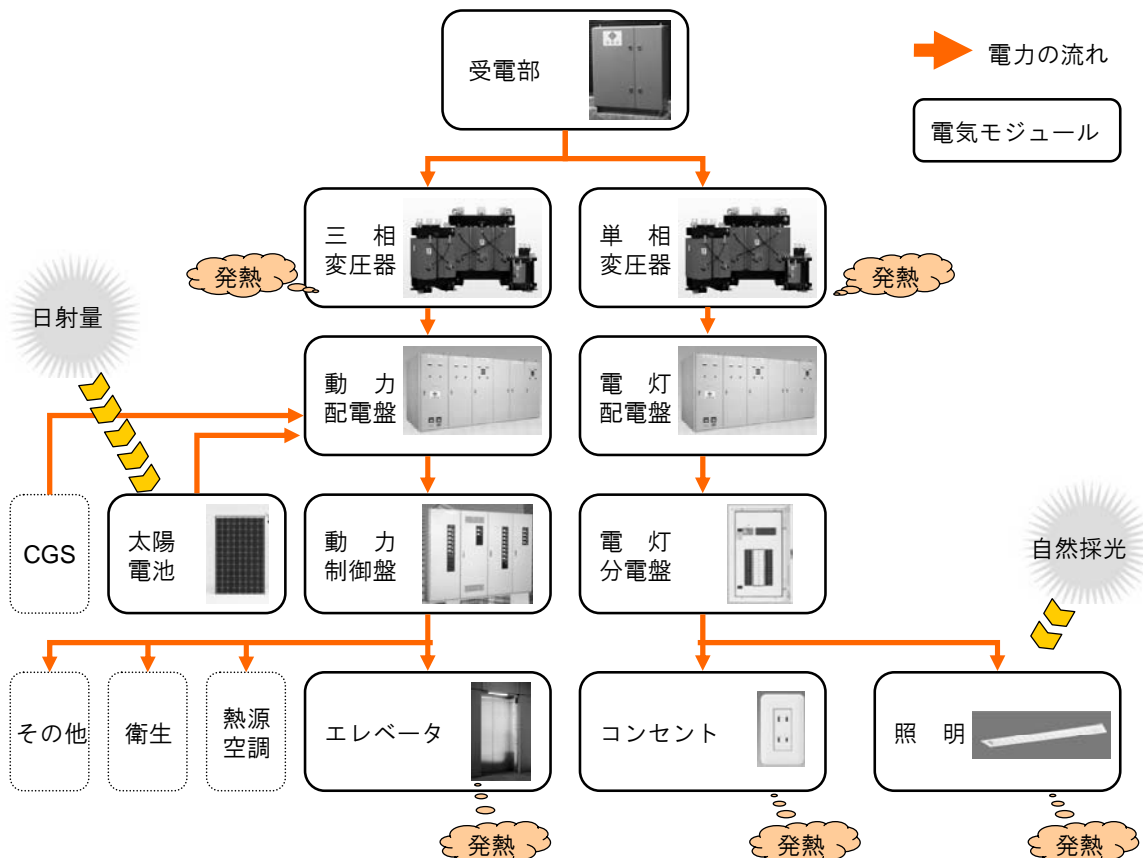 受電部
電力の流れ
電気モジュール
三　相
変圧器
単　相
変圧器
発熱
発熱
日射量
動　力
配電盤
電　灯
配電盤
CGS
太陽
電池
動　力
制御盤
電　灯
分電盤
自然採光
その他
衛生
熱源
空調
エレベータ
コンセント
照　明
発熱
発熱
発熱